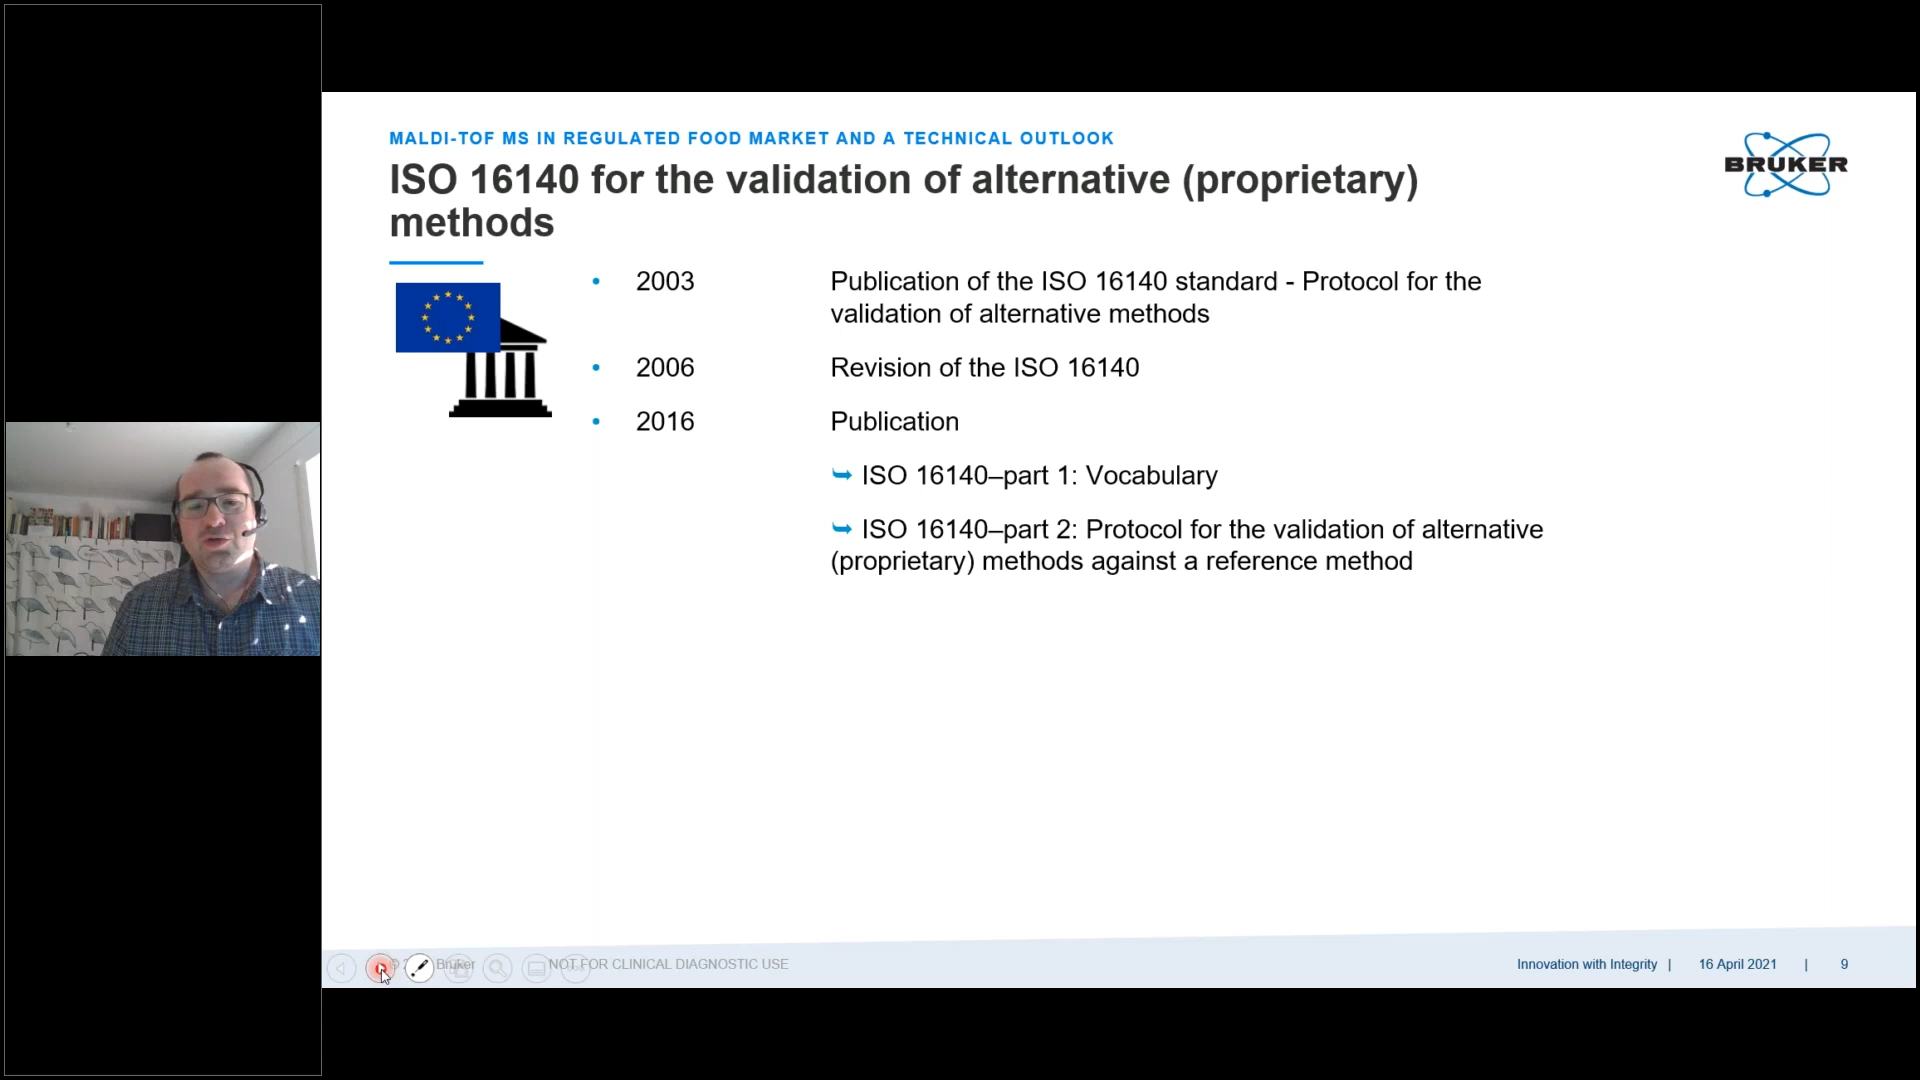 MALDI-TOF MS IN REGULATED FOOD MARKET AND A TECHNICAL OUTLOOK
ISO 16140 for the validation of alternative (proprietary)
methods
BRUKER
• 2003 Publication of the ISO 16140 standard - Protocol for the
validation of alternative methods
• 2006 Revision of the ISO 16140
• 2016 Publication
ISO 16140–part 1: Vocabulary
ISO 16140–part 2: Protocol for the validation of alternative
(proprietary) methods against a reference method
Bruker NOT FOR CLINICAL DIAGNOSTIC USE
Innovation with Integrity | 16 April 2021 | 9